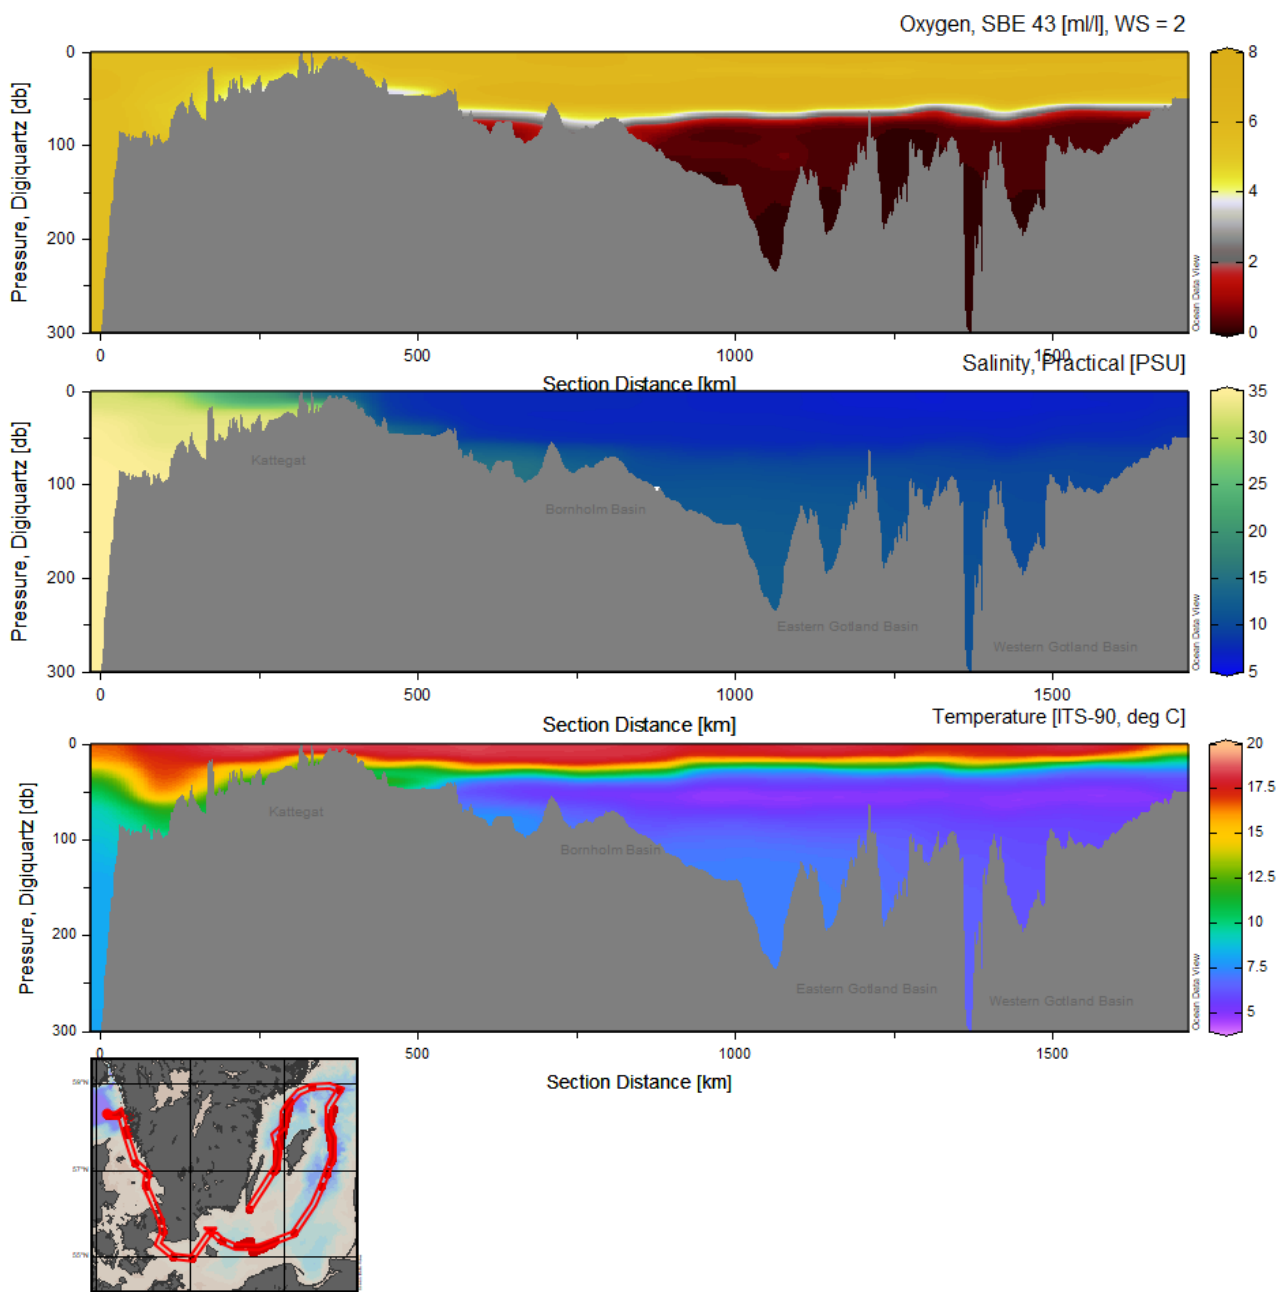 Oxygen, SBE 43 [ml/l], WS = 2
Pressure, Digiquartz [db]
0
100
200
300
0
500
1000
1500
Section Distance [km]
8
6
4
2
0
Ocean Data View
Salinity, Practical [PSU]
Pressure, Digiquartz [db]
0
100
200
300
Kattegat
Bornholm Basin
Eastern Gotland Basin
Western Gotland Basin
0
500
1000
1500
Section Distance [km]
35
30
25
20
15
10
5
Ocean Data View
Temperature [ITS-90, deg C]
Pressure, Digiquartz [db]
0
100
200
300
Kattegat
Bornholm Basin
Eastern Gotland Basin
Western Gotland Basin
0
500
1000
1500
Section Distance [km]
20
17.5
15
12.5
10
7.5
5
Ocean Data View
59°N
57°N
55°N